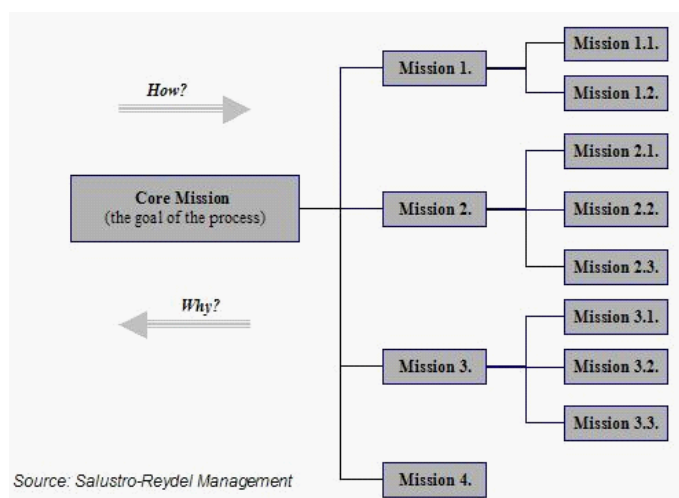 How?
Core Mission
(the goal of the process)
Why?
Mission 1.
Mission 1.1.
Mission 1.2.
Mission 2.
Mission 2.1.
Mission 2.2.
Mission 2.3.
Mission 3.
Mission 3.1.
Mission 3.2.
Mission 3.3.
Mission 4.
Source: Salustro-Reydel Management